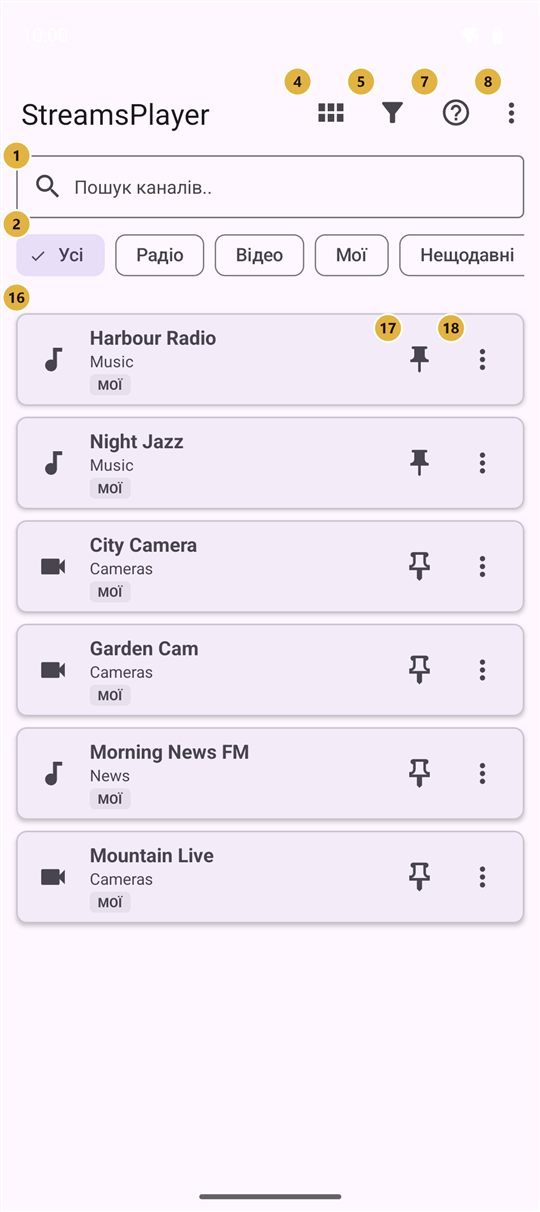 10:00
4 5 7 8
StreamsPlayer
1
Пошук каналів..
2
Усі Радіо Відео Мої Нещодавні
16
17 18
Harbour Radio
Music
МОЇ
Night Jazz
Music
МОЇ
City Camera
Cameras
МОЇ
Garden Cam
Cameras
МОЇ
Morning News FM
News
МОЇ
Mountain Live
Cameras
МОЇ